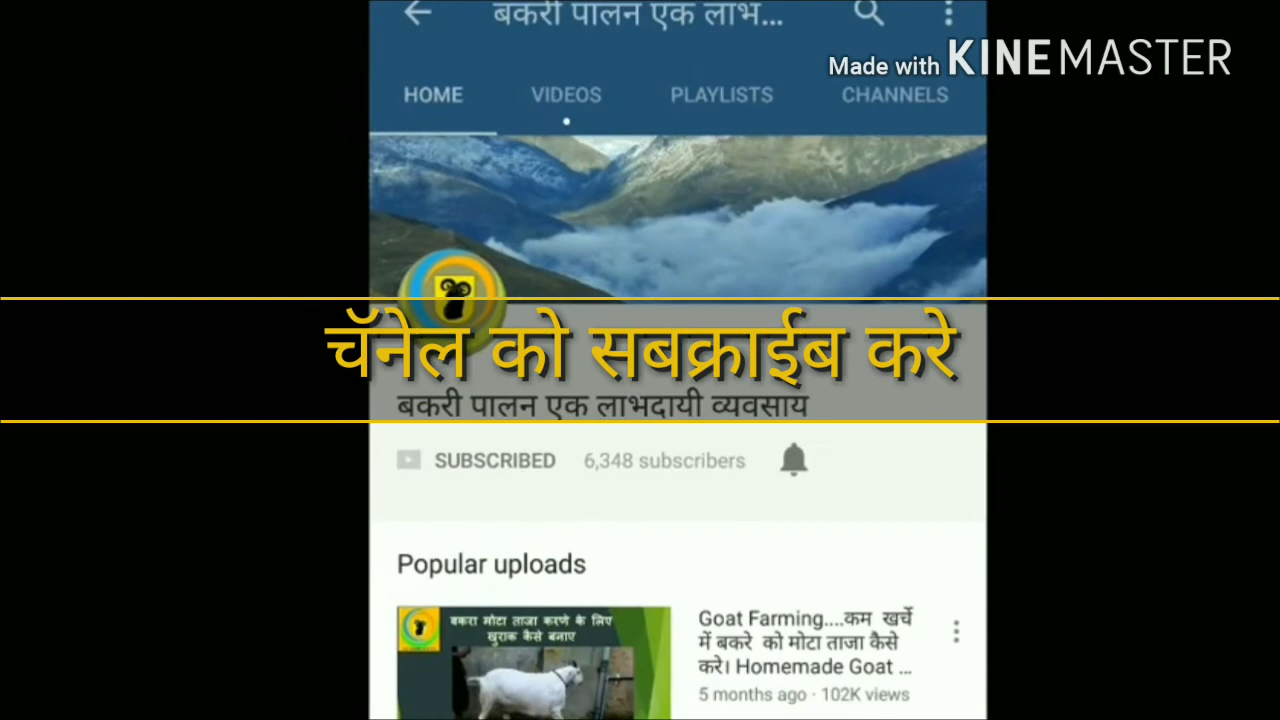 बकरी पालन एक लाभ...
Made with KINEMASTER
HOME VIDEOS PLAYLISTS CHANNELS
चॅनेल को सबक्राईब करे
बकरी पालन एक लाभदायी व्यवसाय
SUBSCRIBED 6,348 subscribers
Popular uploads
बकरा मोटा ताजा करणे के लिए
खुराक कैसे बनाए
Goat Farming....कम खर्चे
में बकरे को मोटा ताजा कैसे
करे। Homemade Goat ...
5 months ago · 102K views